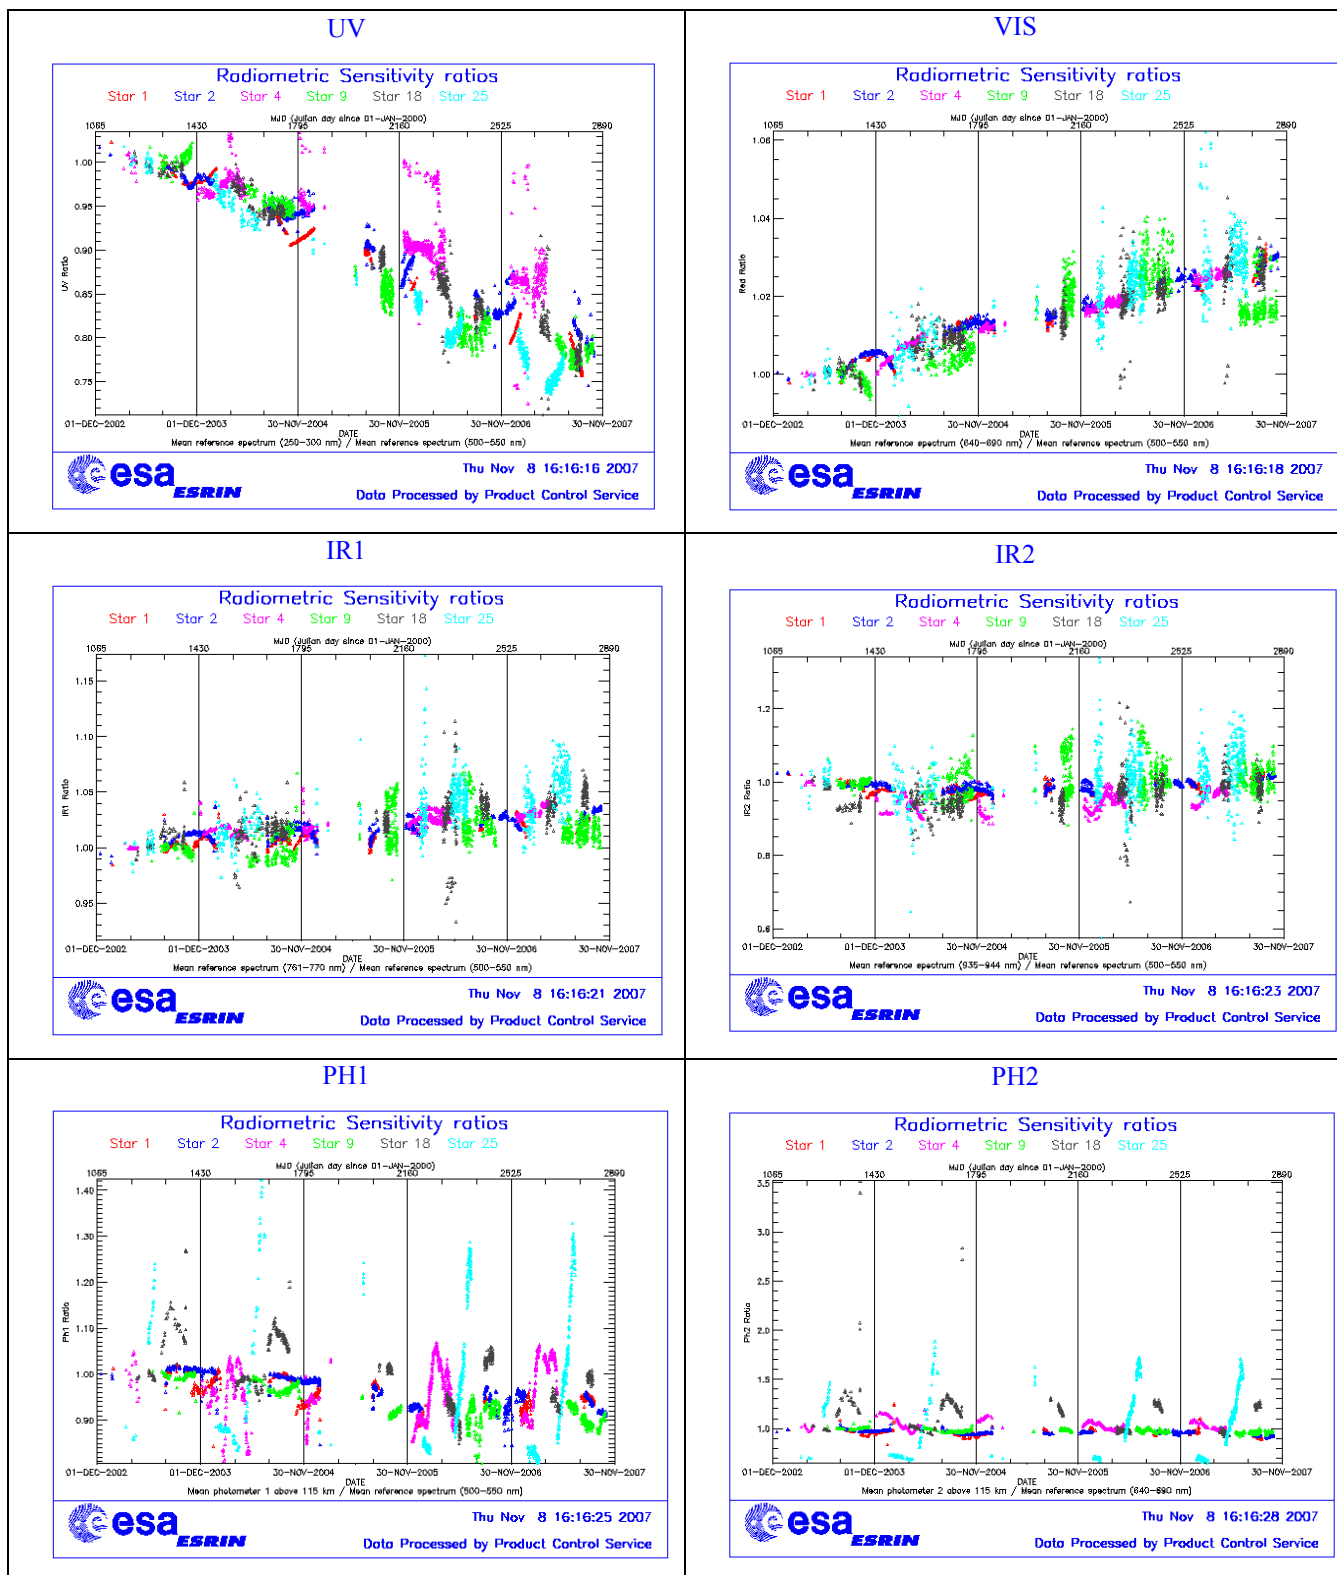 UV
Radiometric Sensitivity ratios
Star 1 Star 2 Star 4 Star 9 Star 18 Star 25
MJD (Julian day since 01-JAN-2000)
1065 1430 1795 2160 2525 2890
UV Ratio
1.00
0.95
0.90
0.85
0.80
0.75
01-DEC-2002 01-DEC-2003 30-NOV-2004 30-NOV-2005 30-NOV-2006 30-NOV-2007
DATE
Mean reference spectrum (250-300 nm) / Mean reference spectrum (500-550 nm)
esa ESRIN
Thu Nov 8 16:16:16 2007
Data Processed by Product Control Service
VIS
Radiometric Sensitivity ratios
Star 1 Star 2 Star 4 Star 9 Star 18 Star 25
MJD (Julian day since 01-JAN-2000)
1065 1430 1795 2160 2525 2890
Red Ratio
1.06
1.04
1.02
1.00
01-DEC-2002 01-DEC-2003 30-NOV-2004 30-NOV-2005 30-NOV-2006 30-NOV-2007
DATE
Mean reference spectrum (640-690 nm) / Mean reference spectrum (500-550 nm)
esa ESRIN
Thu Nov 8 16:16:18 2007
Data Processed by Product Control Service
IR1
Radiometric Sensitivity ratios
Star 1 Star 2 Star 4 Star 9 Star 18 Star 25
MJD (Julian day since 01-JAN-2000)
1065 1430 1795 2160 2525 2890
IR1 Ratio
1.15
1.10
1.05
1.00
0.95
01-DEC-2002 01-DEC-2003 30-NOV-2004 30-NOV-2005 30-NOV-2006 30-NOV-2007
DATE
Mean reference spectrum (761-770 nm) / Mean reference spectrum (500-550 nm)
esa ESRIN
Thu Nov 8 16:16:21 2007
Data Processed by Product Control Service
IR2
Radiometric Sensitivity ratios
Star 1 Star 2 Star 4 Star 9 Star 18 Star 25
MJD (Julian day since 01-JAN-2000)
1065 1430 1795 2160 2525 2890
IR2 Ratio
1.2
1.0
0.8
0.6
01-DEC-2002 01-DEC-2003 30-NOV-2004 30-NOV-2005 30-NOV-2006 30-NOV-2007
DATE
Mean reference spectrum (935-944 nm) / Mean reference spectrum (500-550 nm)
esa ESRIN
Thu Nov 8 16:16:23 2007
Data Processed by Product Control Service
PH1
Radiometric Sensitivity ratios
Star 1 Star 2 Star 4 Star 9 Star 18 Star 25
MJD (Julian day since 01-JAN-2000)
1065 1430 1795 2160 2525 2890
Ph1 Ratio
1.40
1.30
1.20
1.10
1.00
0.90
01-DEC-2002 01-DEC-2003 30-NOV-2004 30-NOV-2005 30-NOV-2006 30-NOV-2007
DATE
Mean photometer 1 above 115 km / Mean reference spectrum (500-550 nm)
esa ESRIN
Thu Nov 8 16:16:25 2007
Data Processed by Product Control Service
PH2
Radiometric Sensitivity ratios
Star 1 Star 2 Star 4 Star 9 Star 18 Star 25
MJD (Julian day since 01-JAN-2000)
1065 1430 1795 2160 2525 2890
Ph2 Ratio
3.5
3.0
2.5
2.0
1.5
1.0
01-DEC-2002 01-DEC-2003 30-NOV-2004 30-NOV-2005 30-NOV-2006 30-NOV-2007
DATE
Mean photometer 2 above 115 km / Mean reference spectrum (640-690 nm)
esa ESRIN
Thu Nov 8 16:16:28 2007
Data Processed by Product Control Service